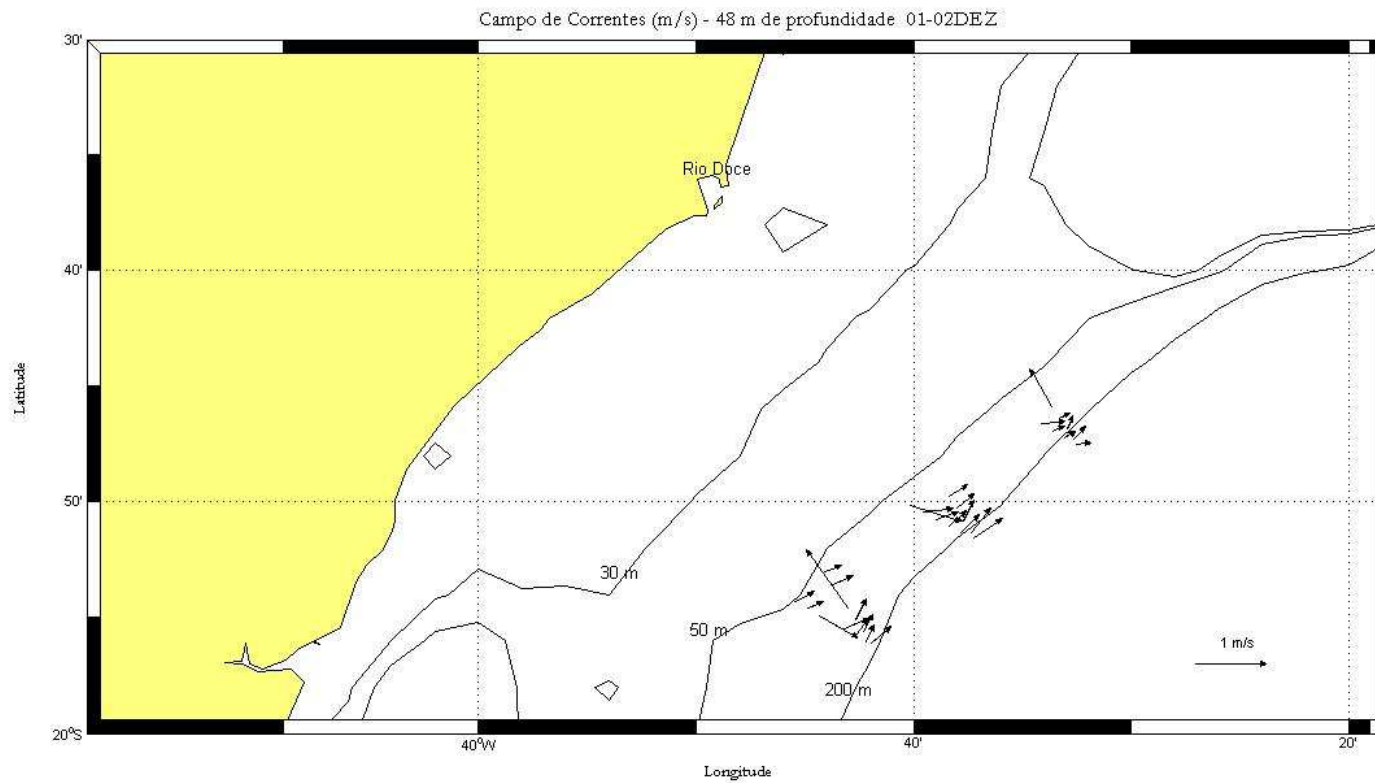 Campo de Correntes (m/s) - 48 m de profundidade 01-02DEZ
30'
Rio Doce
40'
Latitude
50'
30 m
50 m
1 m/s
200 m
20°S
40°W
40'
20'
Longitude